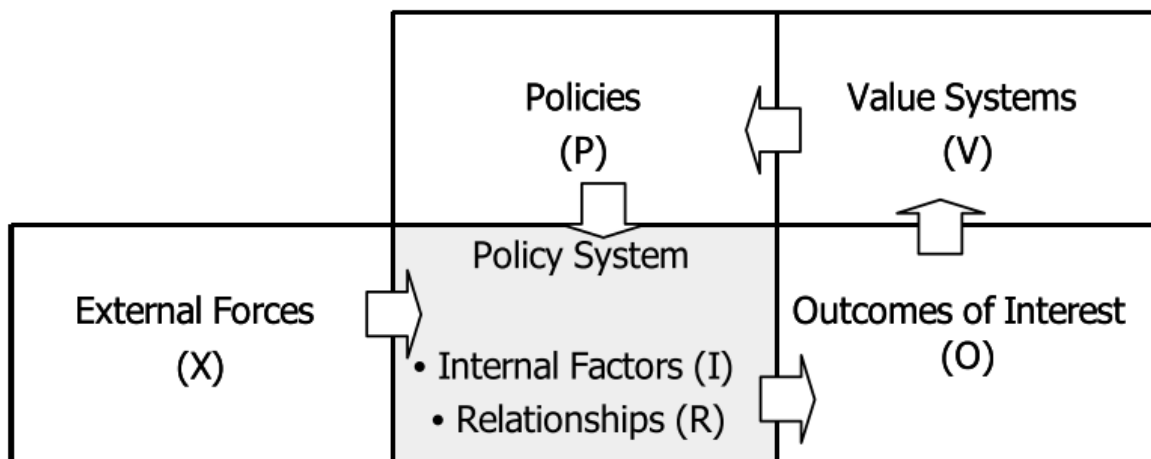 Policies
(P)
Value Systems
(V)
Policy System
External Forces
(X)
• Internal Factors (I)
• Relationships (R)
Outcomes of Interest
(O)